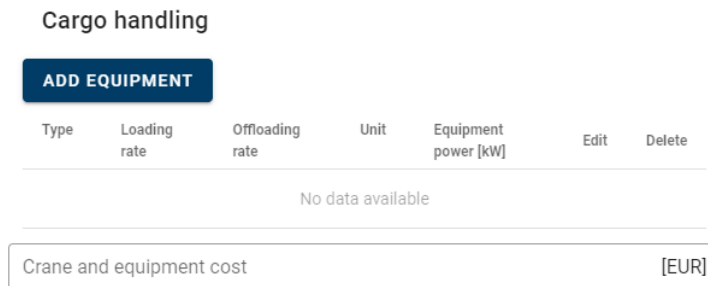 Cargo handling
ADD EQUIPMENT
Type Loading rate Offloading rate Unit Equipment power [kW] Edit Delete
No data available
Crane and equipment cost [EUR]